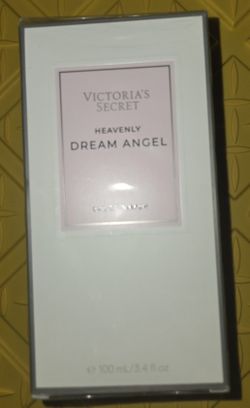 VICTORIA'S
SECRET
HEAVENLY
DREAM ANGEL
℮ 100 mL/3.4 fl oz